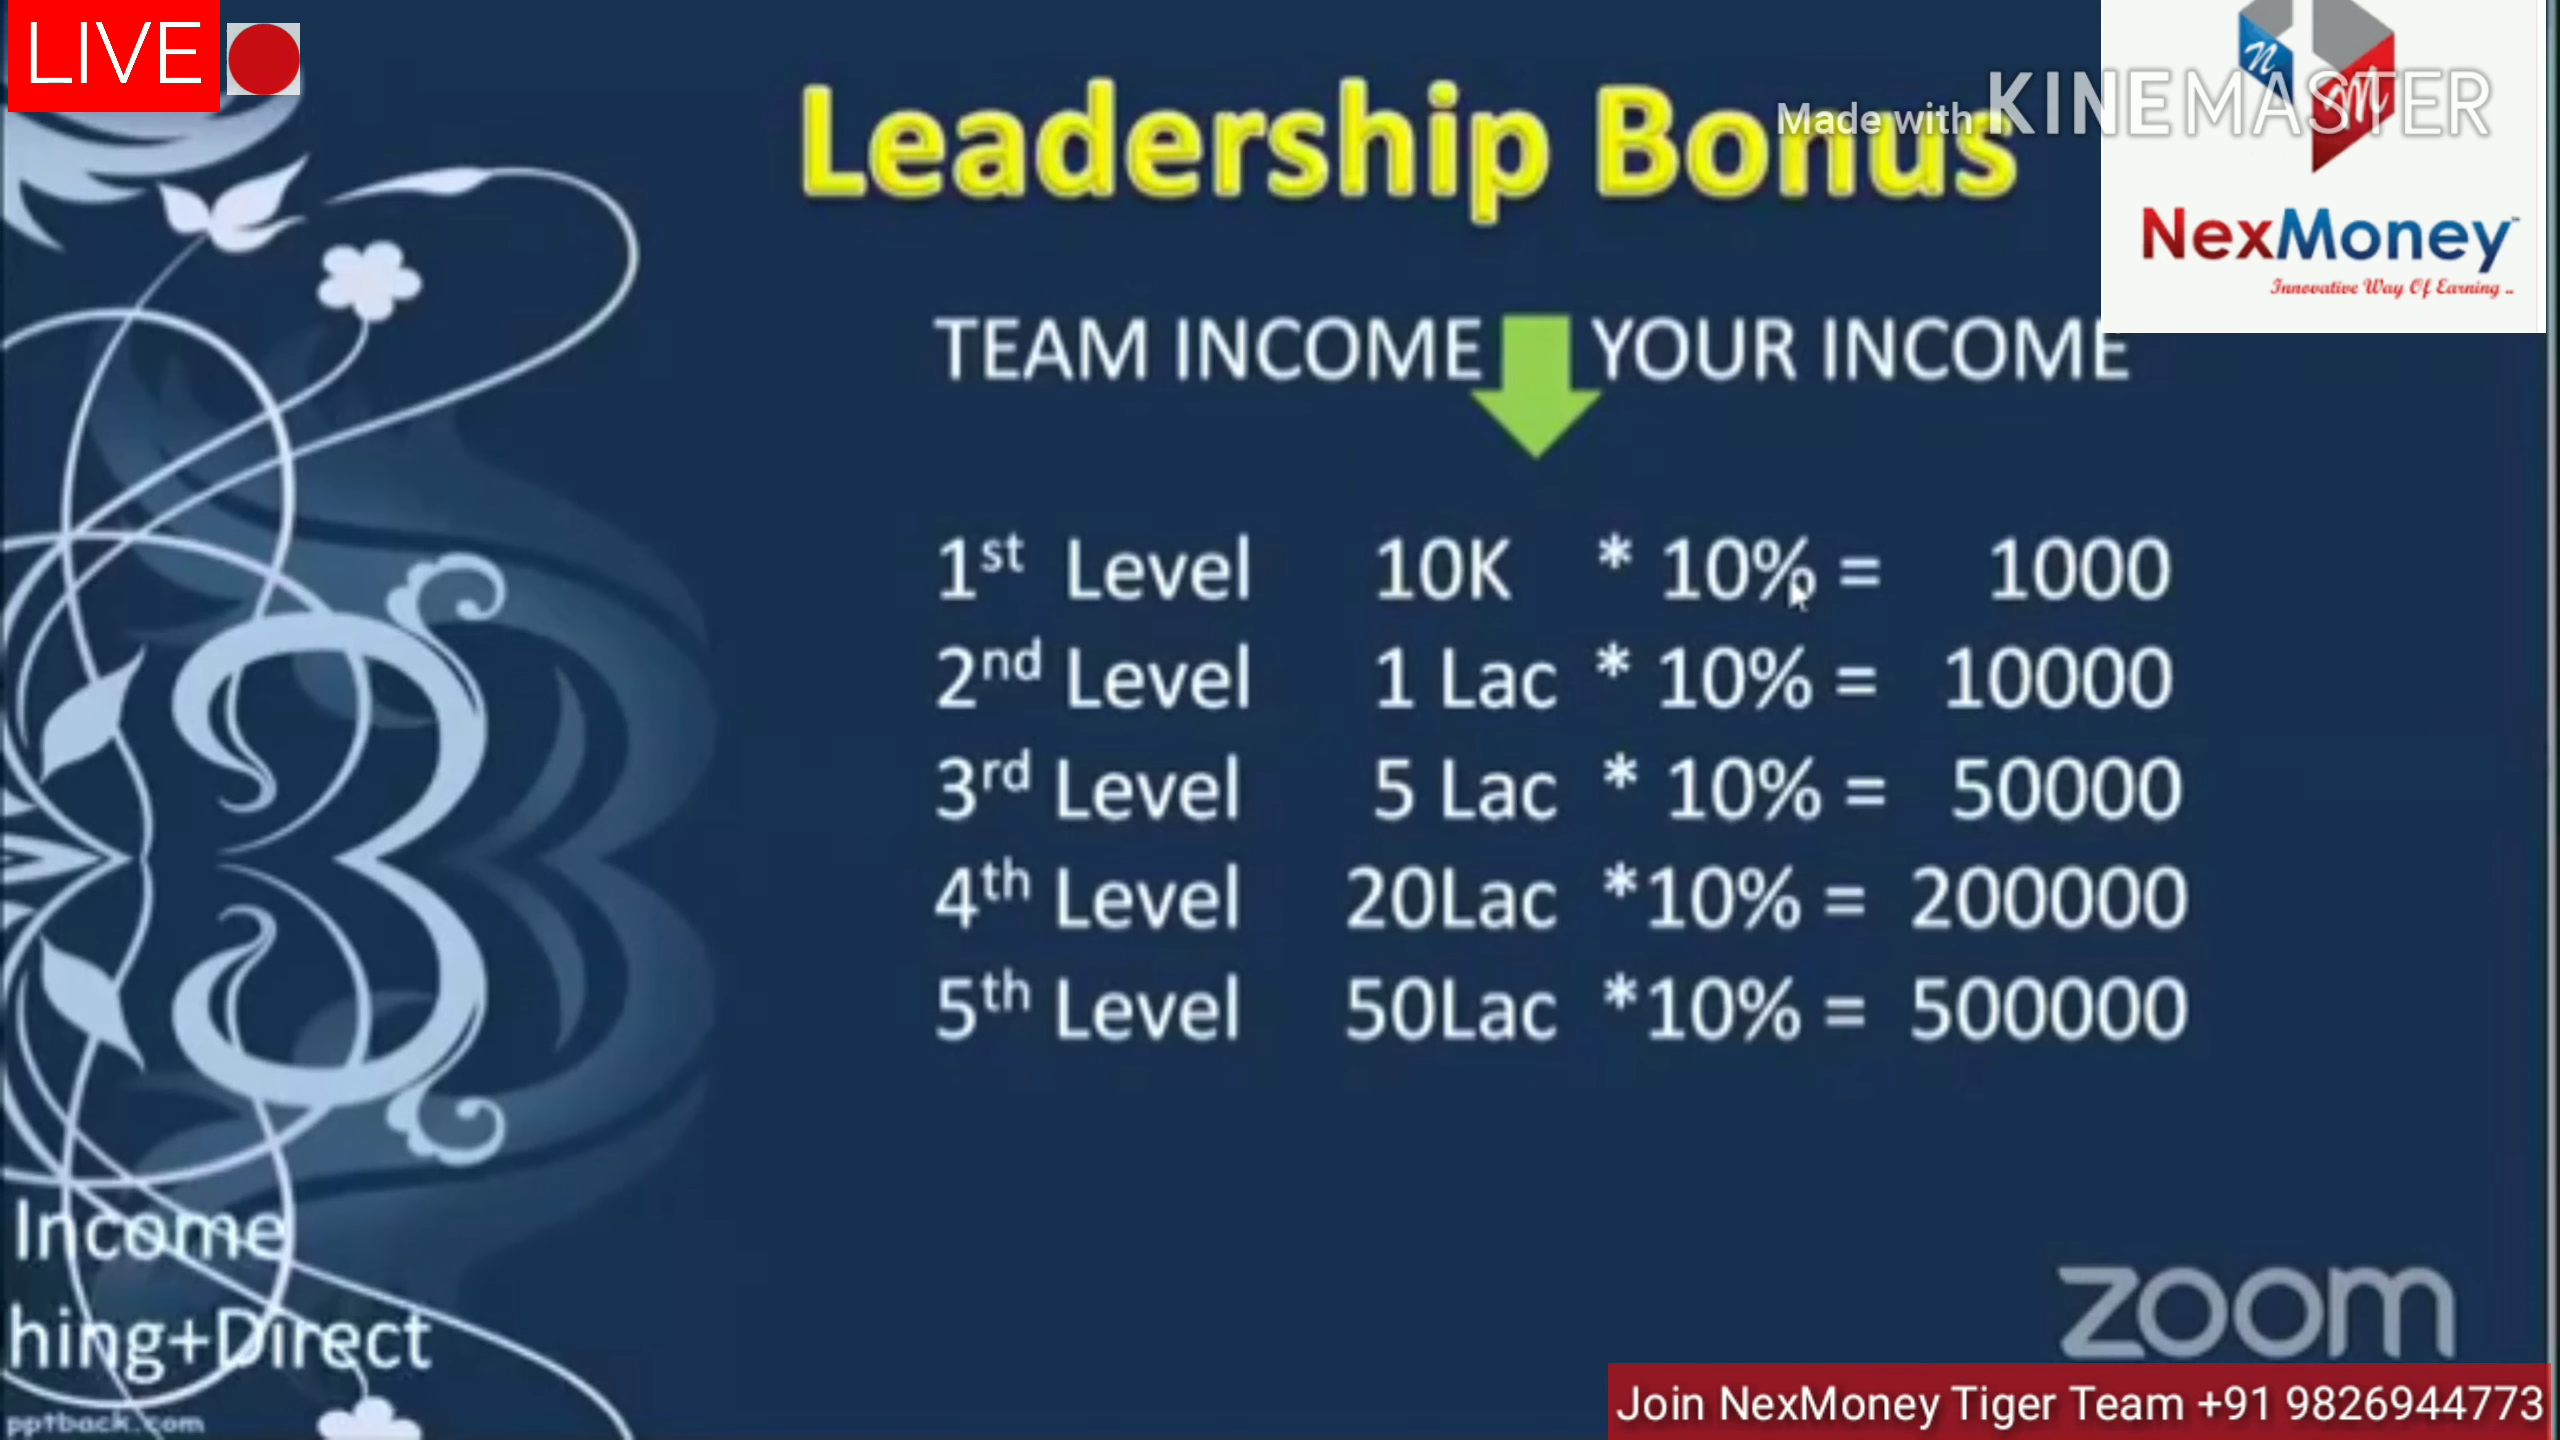 LIVE
Leadership Bonus
Made with KINEMASTER
NexMoney
Innovative Way Of Earning ..
TEAM INCOME YOUR INCOME
1st Level 10K * 10% = 1000
2nd Level 1 Lac * 10% = 10000
3rd Level 5 Lac * 10% = 50000
4th Level 20Lac *10% = 200000
5th Level 50Lac *10% = 500000
Income
hing+Direct
zoom
pptback.com
Join NexMoney Tiger Team +91 9826944773